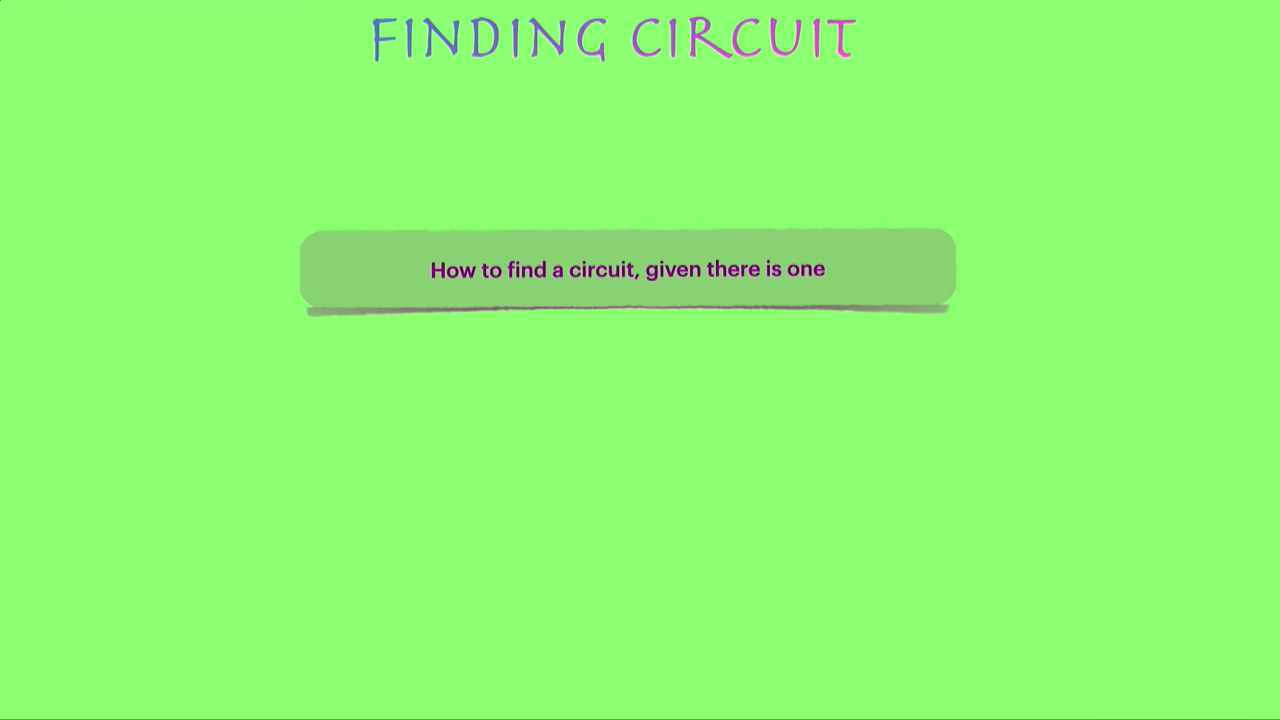 FINDING CIRCUIT
How to find a circuit, given there is one